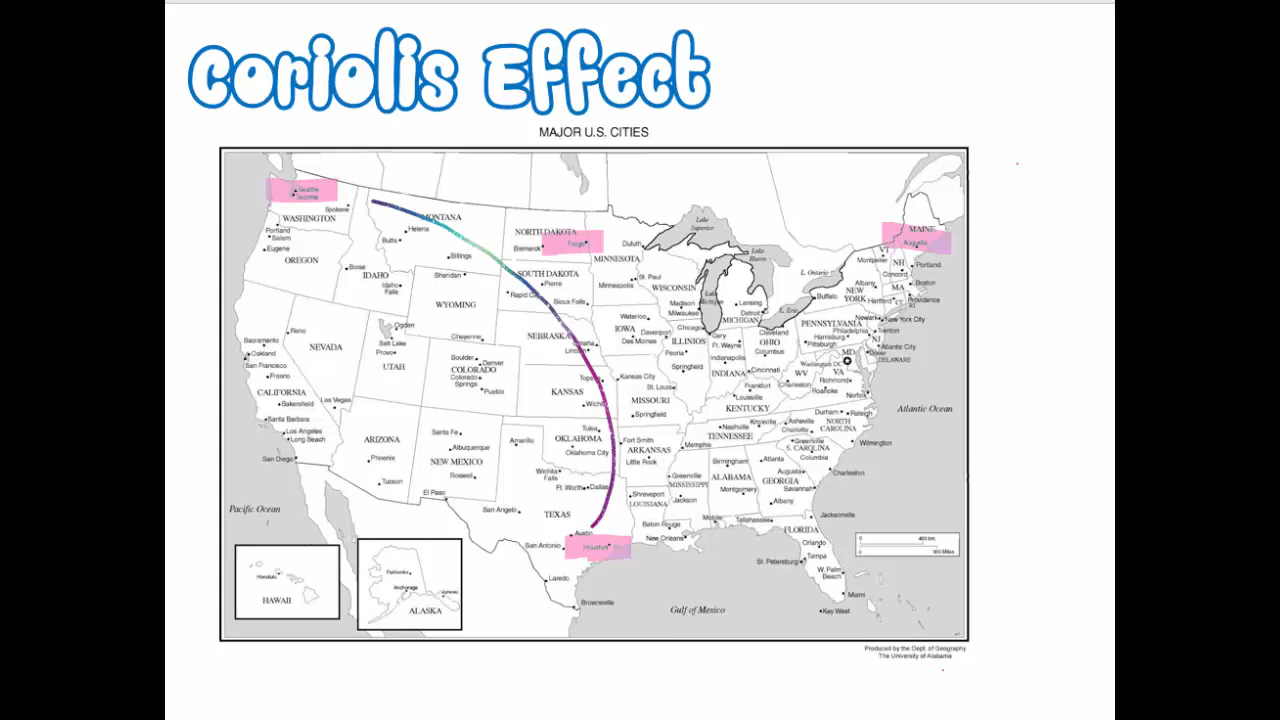 Coriolis Effect
MAJOR U.S. CITIES
Spokane
WASHINGTON
Portland
Salem
Eugene
OREGON
MONTANA
Helena
Butte
Billings
Boise
IDAHO
Idaho Falls
Sheridan
WYOMING
Cheyenne
NORTH DAKOTA
Bismarck
Fargo
SOUTH DAKOTA
Pierre
Rapid City
Sioux Falls
Duluth
MINNESOTA
St. Paul
Minneapolis
Lake Superior
Lake Huron
Lake Michigan
L. Ontario
L. Erie
WISCONSIN
Madison
Milwaukee
Lansing
Detroit
MICHIGAN
MAINE
Augusta
VT
Montpelier
NH
Concord
Portland
MA
Boston
Albany
NEW YORK
Buffalo
Hartford
CT
Providence
RI
Newark
New York City
PENNSYLVANIA
Philadelphia
Harrisburg
Pittsburgh
Trenton
NJ
Atlantic City
Dover
DELAWARE
MD
Washington DC
Reno
NEVADA
Las Vegas
Sacramento
Oakland
San Francisco
Fresno
CALIFORNIA
Bakersfield
Santa Barbara
Los Angeles
Long Beach
San Diego
Ogden
Salt Lake
Provo
UTAH
Boulder
Denver
COLORADO
Colorado Springs
Pueblo
NEBRASKA
Omaha
Lincoln
Waterloo
IOWA
Davenport
Des Moines
Chicago
ILLINIOS
Peoria
Springfield
Gary
Ft. Wayne
Indianapolis
INDIANA
Cleveland
OHIO
Columbus
Cincinnati
WV
Charleston
VA
Richmond
Roanoke
Norfolk
Topeka
KANSAS
Wichita
Kansas City
St. Louis
MISSOURI
Springfield
Frankfort
Louisville
KENTUCKY
ARIZONA
Phoenix
Tucson
Santa Fe
Albuquerque
NEW MEXICO
Roswell
El Paso
Amarillo
Tulsa
OKLAHOMA
Oklahoma City
Wichita Falls
Ft. Worth
Dallas
San Angelo
TEXAS
Austin
San Antonio
Houston
Laredo
Brownsville
Fort Smith
ARKANSAS
Little Rock
Memphis
Nashville
Knoxville
TENNESSEE
Asheville
Durham
Raleigh
Charlotte
NORTH CAROLINA
Wilmington
Greenville
S. CAROLINA
Columbia
Charleston
Greenville
MISSISSIPPI
Jackson
Birmingham
ALABAMA
Montgomery
Mobile
Atlanta
Augusta
GEORGIA
Savannah
Albany
Shreveport
LOUISIANA
Baton Rouge
New Orleans
Tallahassee
Jacksonville
FLORIDA
Orlando
Tampa
St. Petersburg
W. Palm Beach
Miami
Key West
Pacific Ocean
Atlantic Ocean
Gulf of Mexico
Honolulu
HAWAII
Fairbanks
Anchorage
Juneau
ALASKA
0 400 km
0
Produced by the Dept. of Geography
The University of Alabama